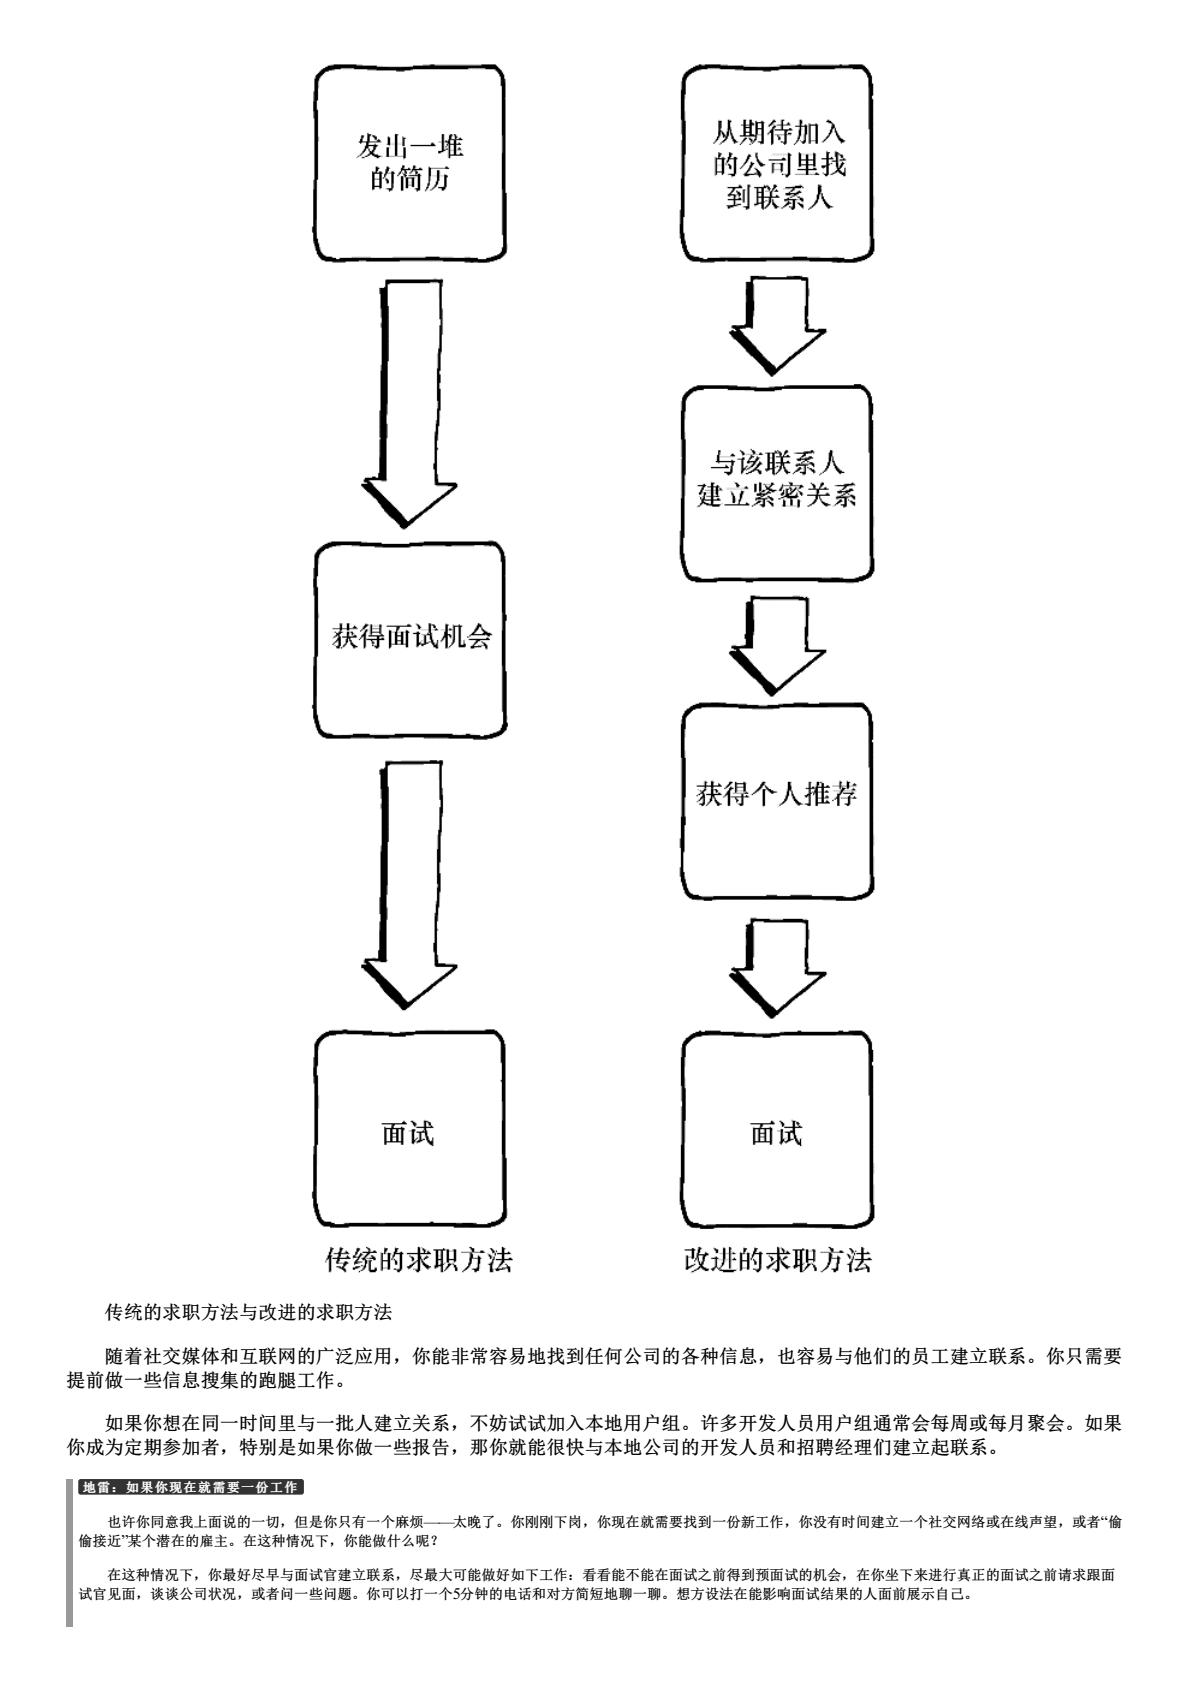 发出一堆
的简历
获得面试机会
面试
传统的求职方法
从期待加入
的公司里找
到联系人
与该联系人
建立紧密关系
获得个人推荐
面试
改进的求职方法
传统的求职方法与改进的求职方法
随着社交媒体和互联网的广泛应用，你能非常容易地找到任何公司的各种信息，也容易与他们的员工建立联系。你只需要
提前做一些信息搜集的跑腿工作。
如果你想在同一时间里与一批人建立关系，不妨试试加入本地用户组。许多开发人员用户组通常会每周或每月聚会。如果
你成为定期参加者，特别是如果你做一些报告，那你就能很快与本地公司的开发人员和招聘经理们建立起联系。
地雷：如果你现在就需要一份工作
也许你同意我上面说的一切，但是你只有一个麻烦——太晚了。你刚刚下岗，你现在就需要找到一份新工作，你没有时间建立一个社交网络或在线声望，或者“偷
偷接近”某个潜在的雇主。在这种情况下，你能做什么呢？
在这种情况下，你最好尽早与面试官建立联系，尽最大可能做好如下工作：看看能不能在面试之前得到预面试的机会，在你坐下来进行真正的面试之前请求跟面
试官见面，谈谈公司状况，或者问一些问题。你可以打一个5分钟的电话和对方简短地聊一聊。想方设法在能影响面试结果的人面前展示自己。